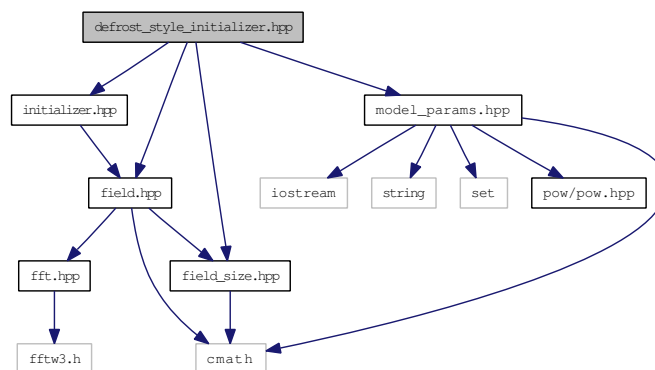 defrost_style_initializer.hpp
initializer.hpp
model_params.hpp
field.hpp
iostream
string
set
pow/pow.hpp
fft.hpp
field_size.hpp
fftw3.h
cmath